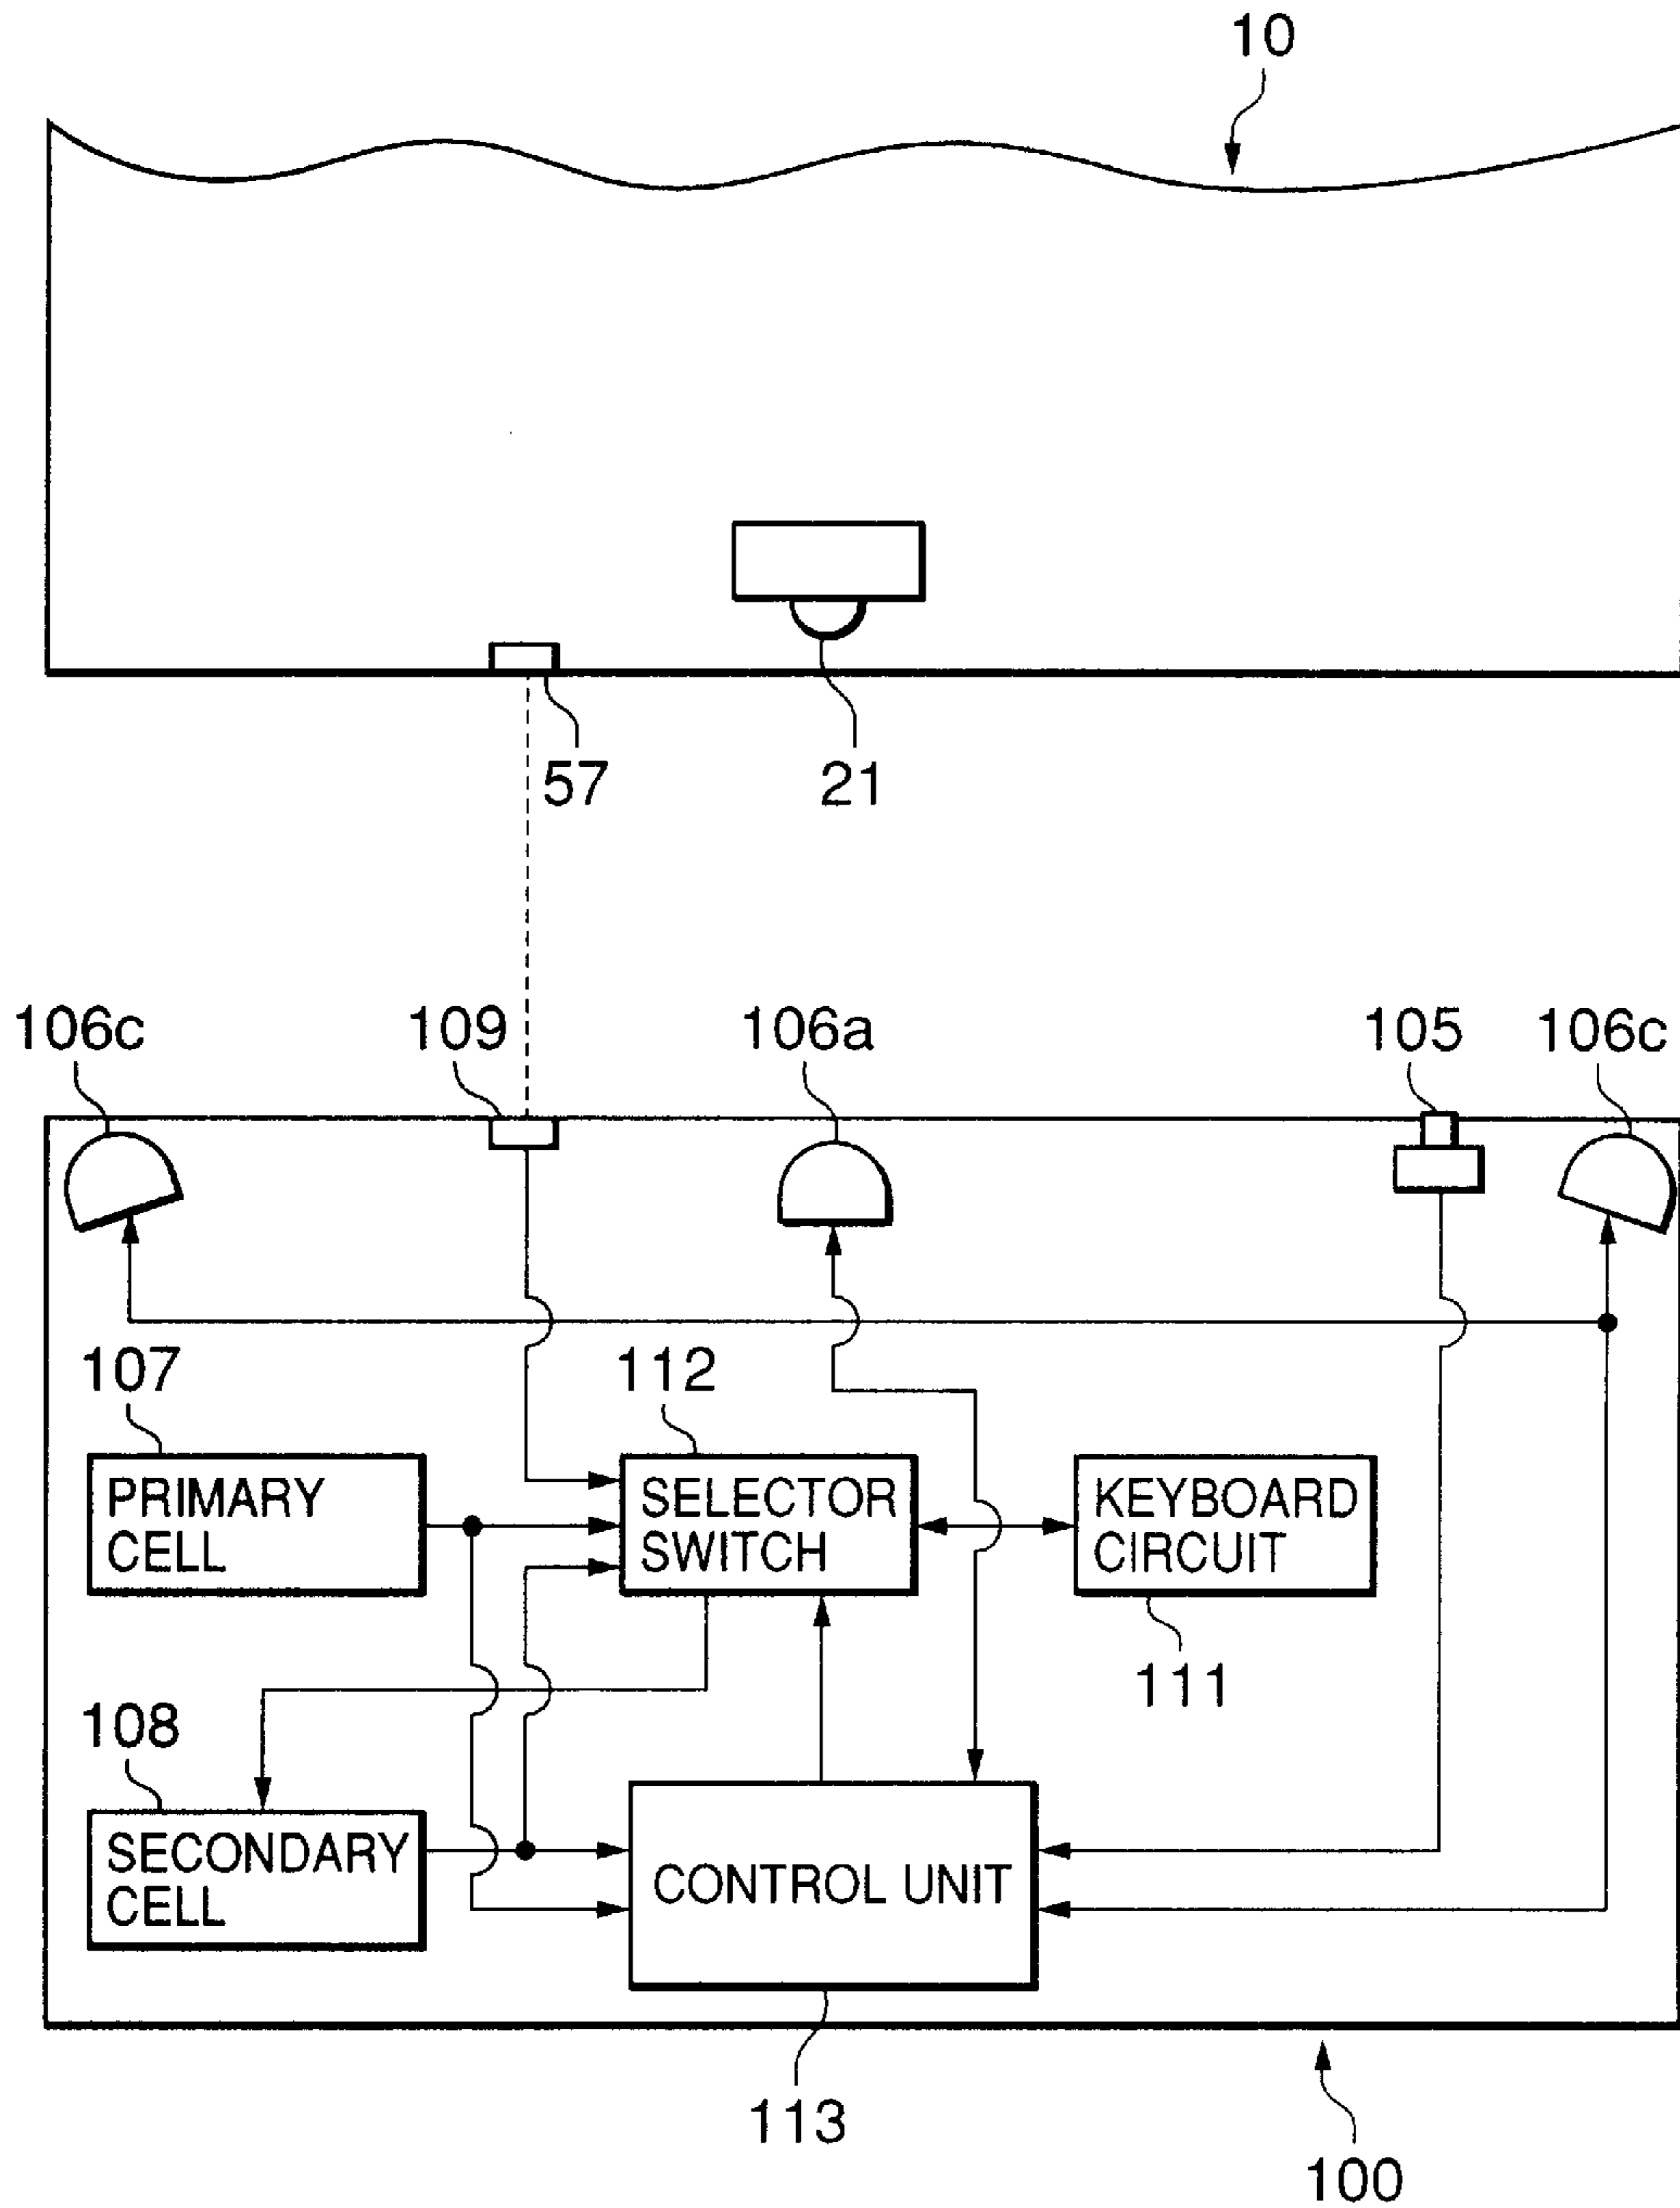 10
57
21
106c
109
106a
105
106c
107
112
PRIMARY
CELL
SELECTOR
SWITCH
KEYBOARD
CIRCUIT
111
108
SECONDARY
CELL
CONTROL UNIT
113
100